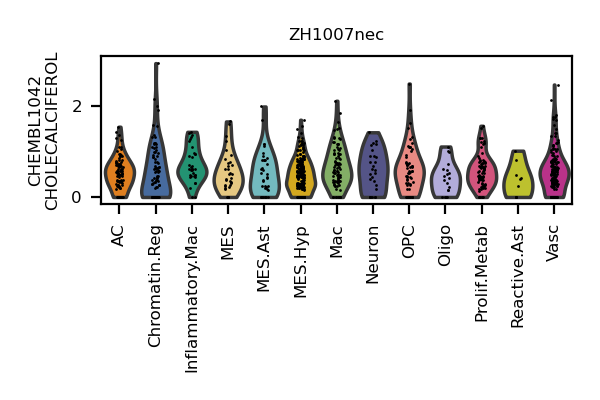 ZH1007nec
CHEMBL1042
CHOLECALCIFEROL
2
0
AC
Chromatin.Reg
Inflammatory.Mac
MES
MES.Ast
MES.Hyp
Mac
Neuron
OPC
Oligo
Prolif.Metab
Reactive.Ast
Vasc